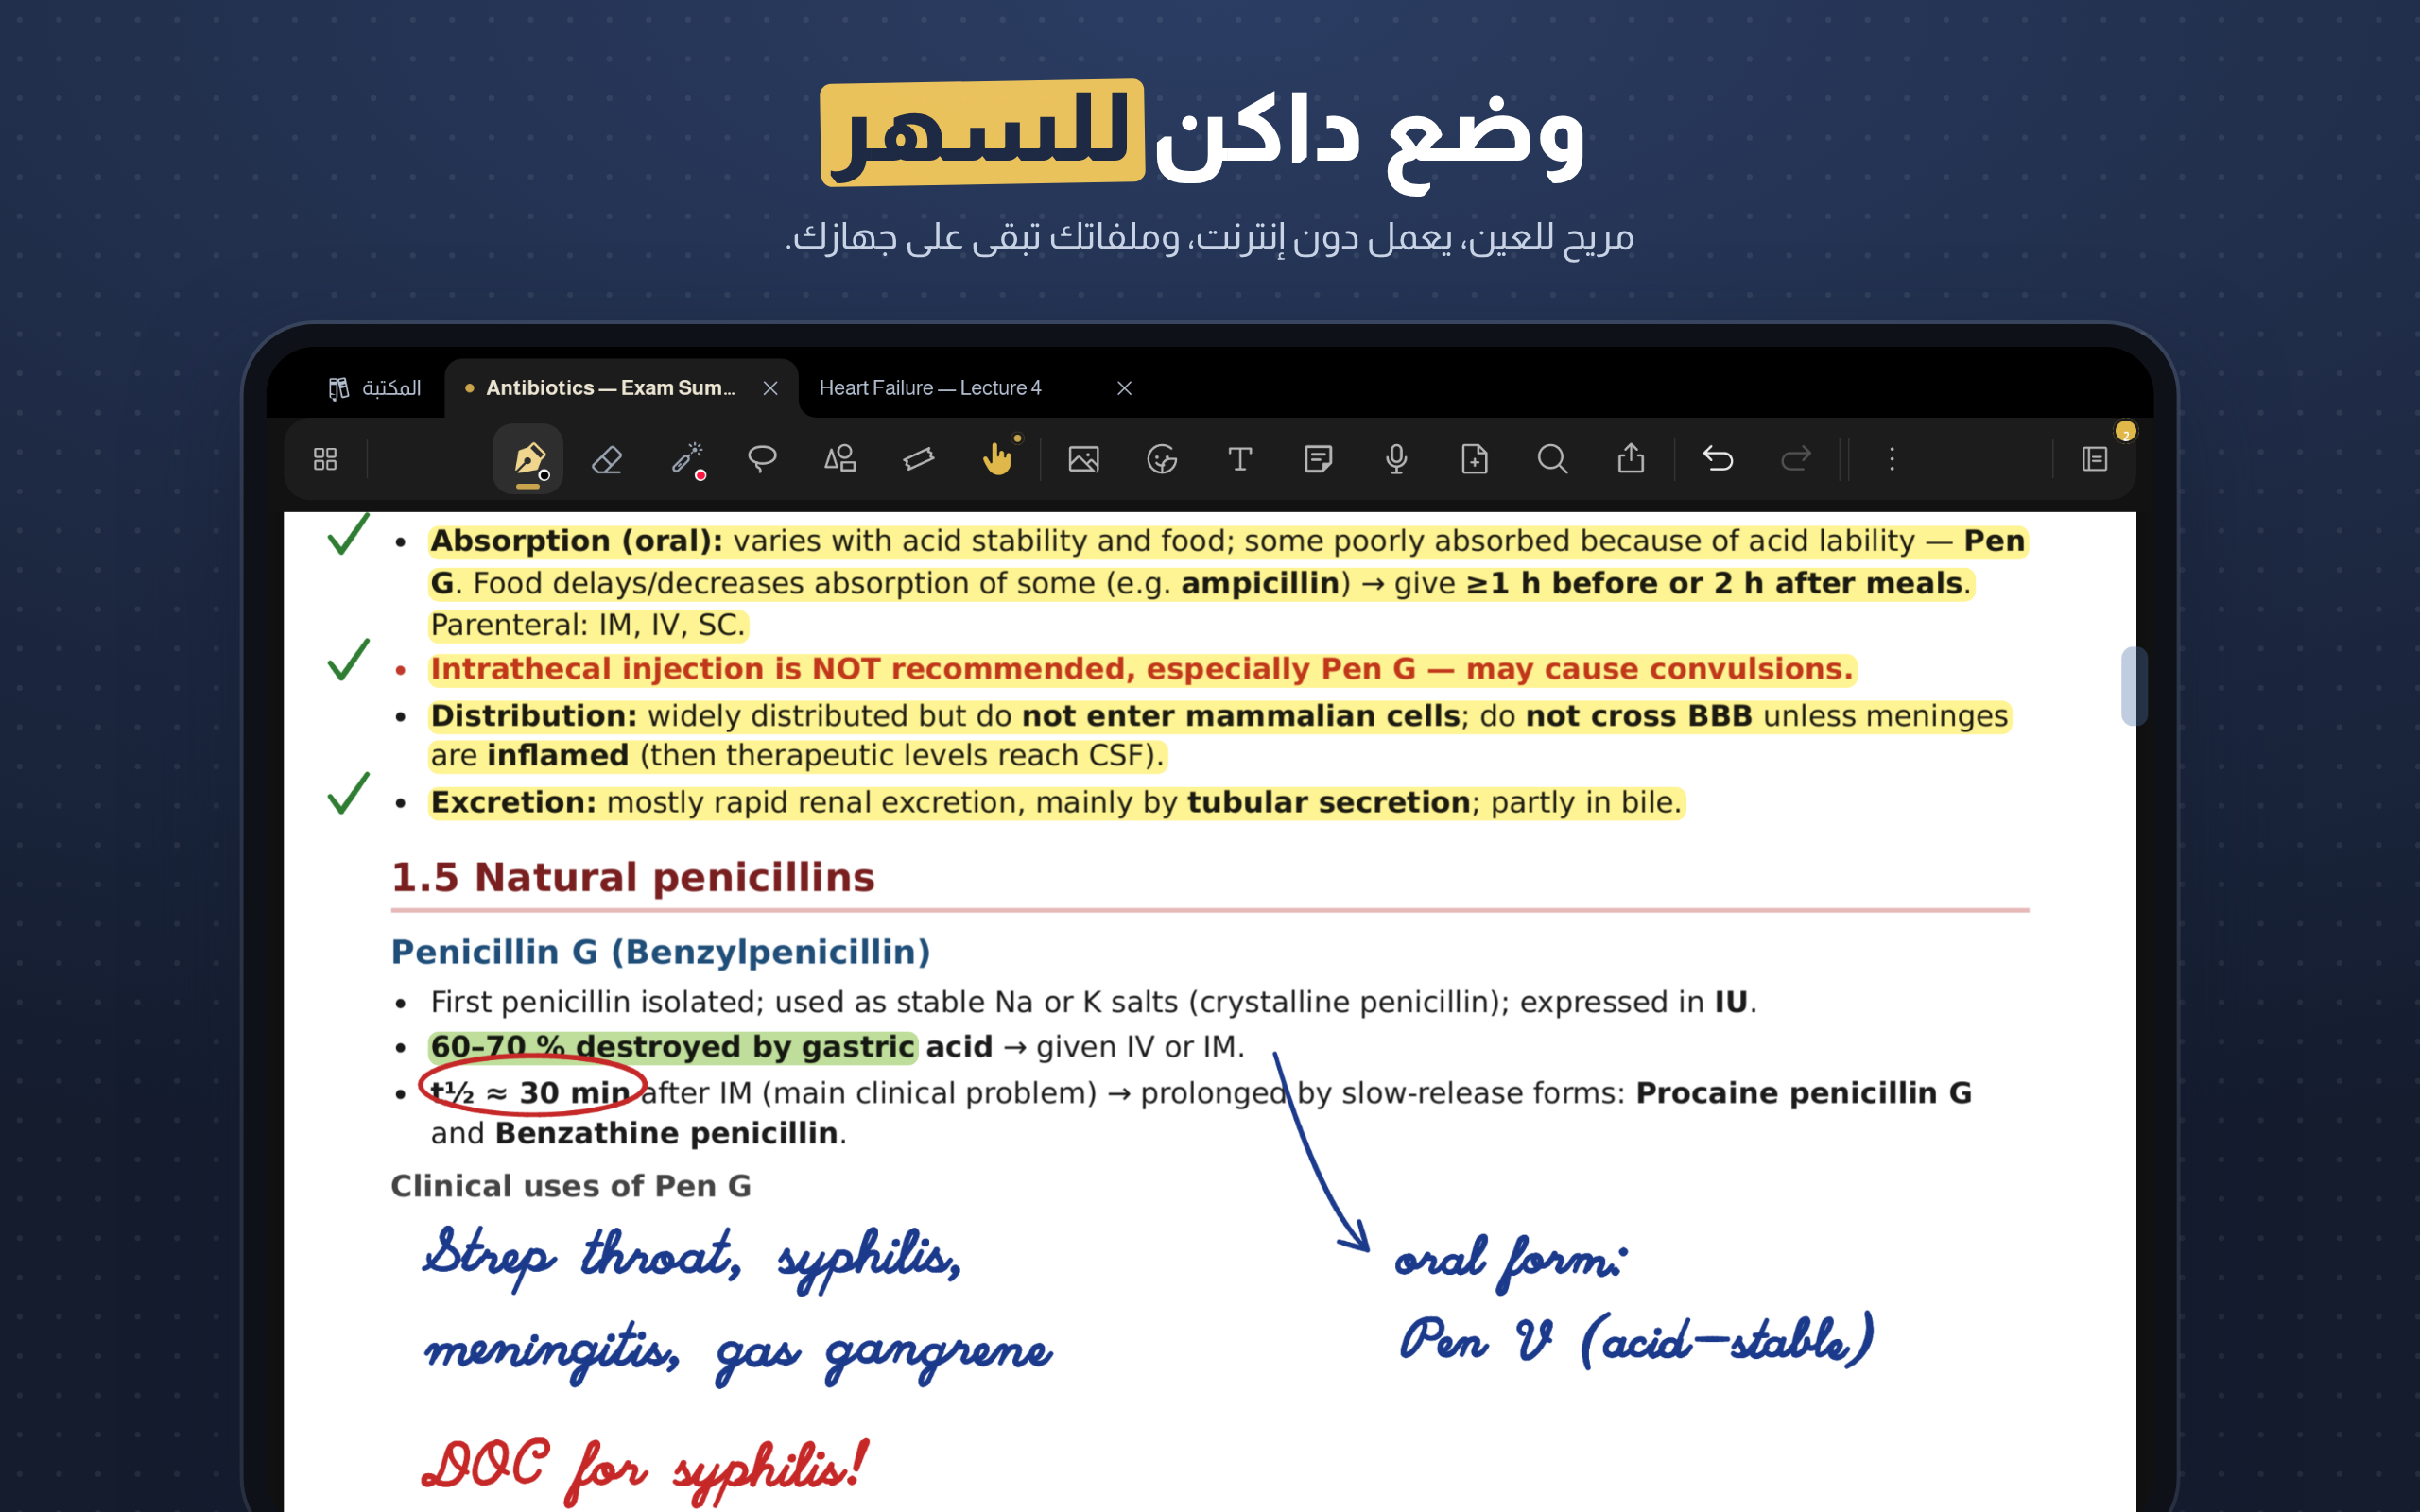 وضع داكن للسهر
مريح للعين، يعمل دون إنترنت، وملفاتك تبقى على جهازك.
المكتبة
Antibiotics — Exam Sum...
Heart Failure — Lecture 4
2
• Absorption (oral): varies with acid stability and food; some poorly absorbed because of acid lability — Pen
G. Food delays/decreases absorption of some (e.g. ampicillin) → give ≥1 h before or 2 h after meals.
Parenteral: IM, IV, SC.
• Intrathecal injection is NOT recommended, especially Pen G — may cause convulsions.
• Distribution: widely distributed but do not enter mammalian cells; do not cross BBB unless meninges
are inflamed (then therapeutic levels reach CSF).
• Excretion: mostly rapid renal excretion, mainly by tubular secretion; partly in bile.
1.5 Natural penicillins
Penicillin G (Benzylpenicillin)
• First penicillin isolated; used as stable Na or K salts (crystalline penicillin); expressed in IU.
• 60–70 % destroyed by gastric acid → given IV or IM.
• t½ ≈ 30 min after IM (main clinical problem) → prolonged by slow-release forms: Procaine penicillin G
and Benzathine penicillin.
Clinical uses of Pen G
Strep throat, syphilis,
meningitis, gas gangrene
oral form:
Pen V (acid—stable)
DOC for syphilis!